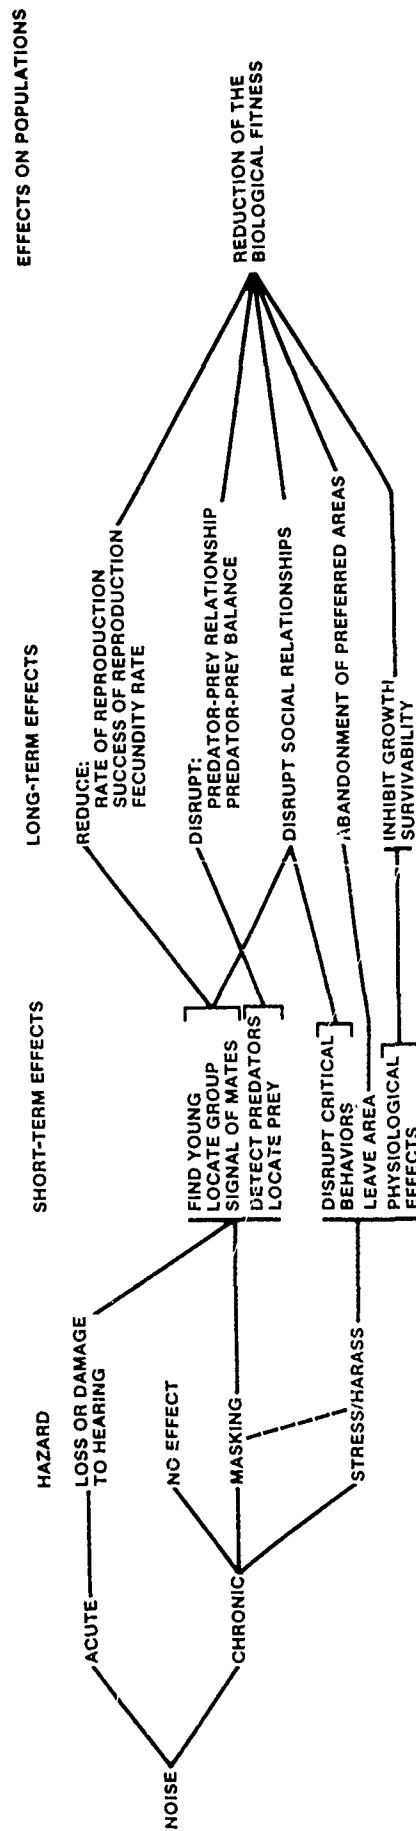 HAZARD
SHORT-TERM EFFECTS
LONG-TERM EFFECTS
EFFECTS ON POPULATIONS
NOISE
ACUTE
CHRONIC
LOSS OR DAMAGE
TO HEARING
NO EFFECT
MASKING
STRESS/HARASS
FIND YOUNG
LOCATE GROUP
SIGNAL OF MATES
DETECT PREDATORS
LOCATE PREY
DISRUPT CRITICAL
BEHAVIORS
LEAVE AREA
PHYSIOLOGICAL
EFFECTS
REDUCE:
RATE OF REPRODUCTION
SUCCESS OF REPRODUCTION
FECUNDITY RATE
DISRUPT:
PREDATOR-PREY RELATIONSHIP
PREDATOR-PREY BALANCE
DISRUPT SOCIAL RELATIONSHIPS
ABANDONMENT OF PREFERRED AREAS
INHIBIT GROWTH
SURVIVABILITY
REDUCTION OF THE
BIOLOGICAL FITNESS